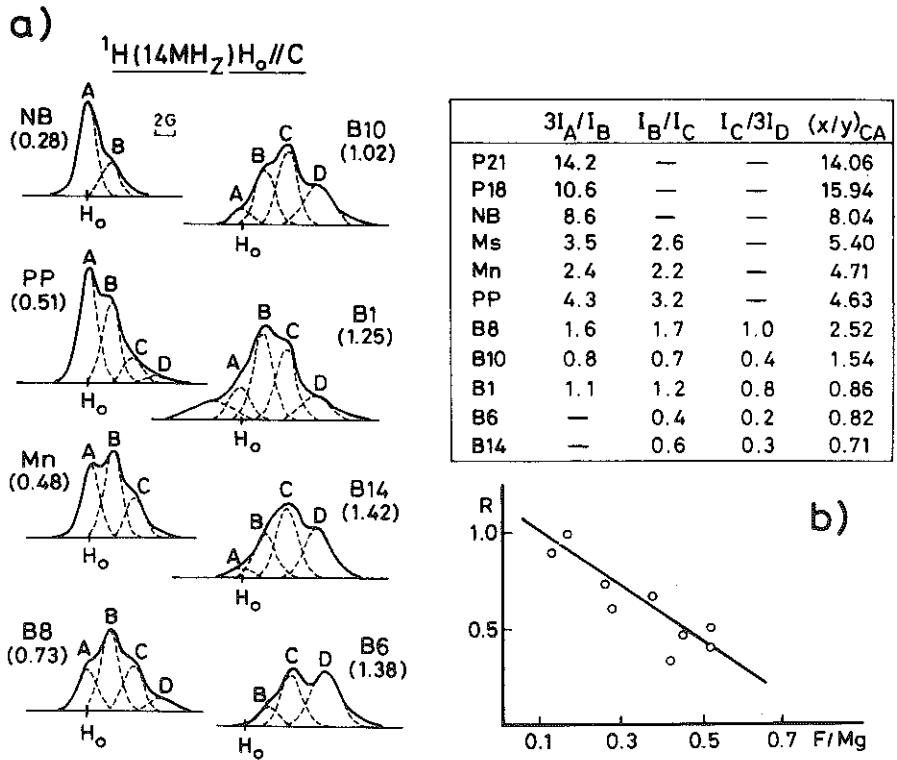 a)
¹H(14MHz)H₀//C
NB
(0.28)
A
B
H₀
2G
B10
(1.02)
A
B
C
D
H₀
PP
(0.51)
A
B
C
D
H₀
B1
(1.25)
A
B
C
D
H₀
Mn
(0.48)
A
B
C
H₀
B14
(1.42)
A
B
C
D
H₀
B8
(0.73)
A
B
C
D
H₀
B6
(1.38)
B
C
D
H₀
3I_A/I_B I_B/I_C I_C/3I_D (x/y)_CA
P21 14.2 — — 14.06
P18 10.6 — — 15.94
NB 8.6 — — 8.04
Ms 3.5 2.6 — 5.40
Mn 2.4 2.2 — 4.71
PP 4.3 3.2 — 4.63
B8 1.6 1.7 1.0 2.52
B10 0.8 0.7 0.4 1.54
B1 1.1 1.2 0.8 0.86
B6 — 0.4 0.2 0.82
B14 — 0.6 0.3 0.71
b)
R
1.0
0.5
0.1 0.3 0.5 0.7 F/Mg